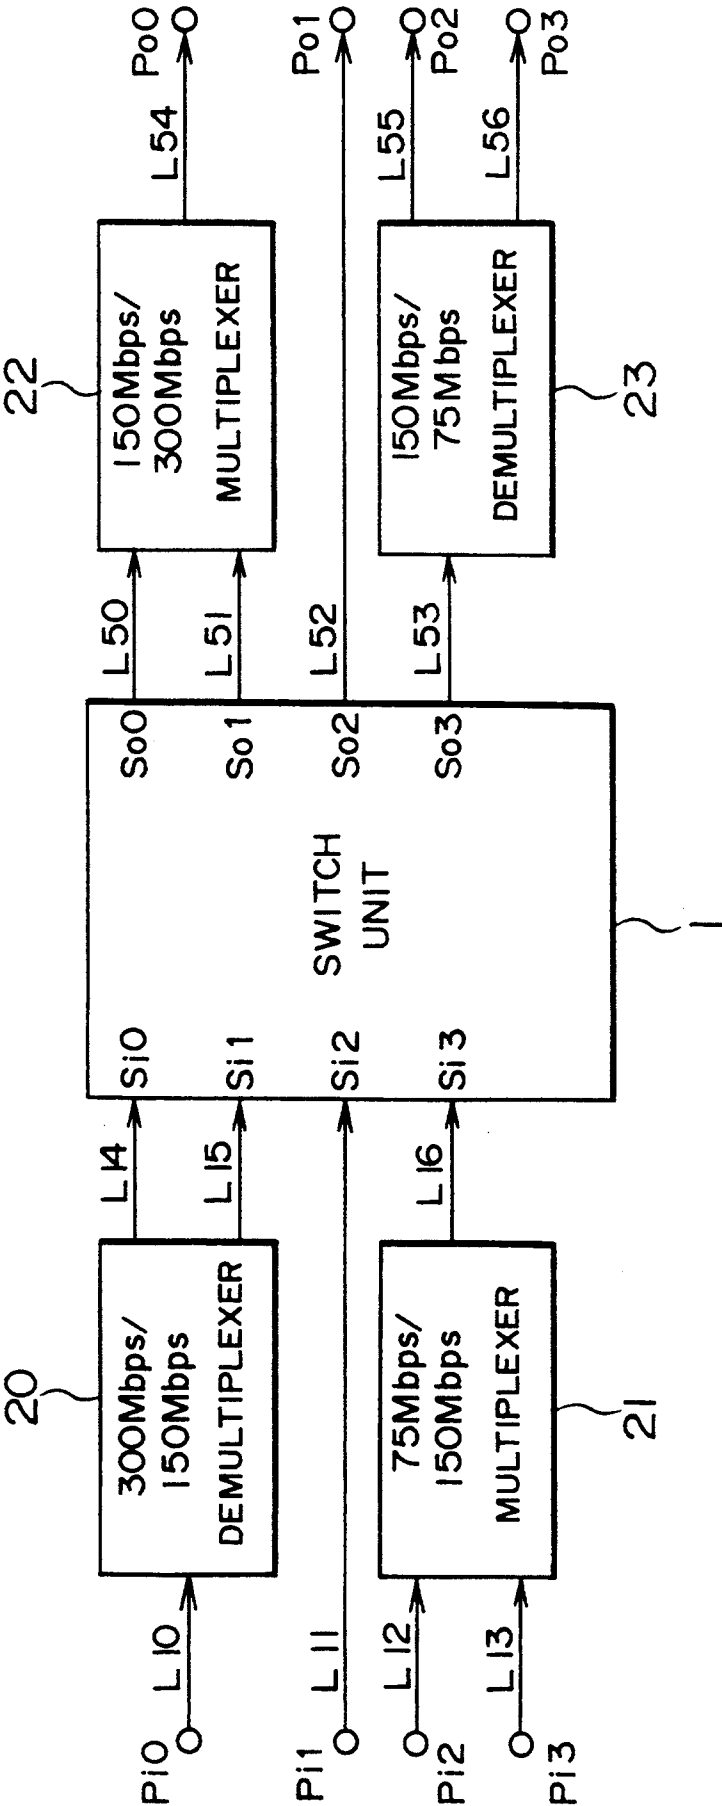 Pi0
L10
20
300Mbps/
150Mbps
DEMULTIPLEXER
L14
L15
Pi1
L11
Pi2
L12
Pi3
L13
75Mbps/
150Mbps
MULTIPLEXER
21
L16
Si0
Si1
Si2
Si3
SWITCH
UNIT
1
So0
So1
So2
So3
L50
L51
L52
L53
22
150Mbps/
300Mbps
MULTIPLEXER
150Mbps/
75Mbps
DEMULTIPLEXER
23
L54
Po0
Po1
L55
Po2
L56
Po3